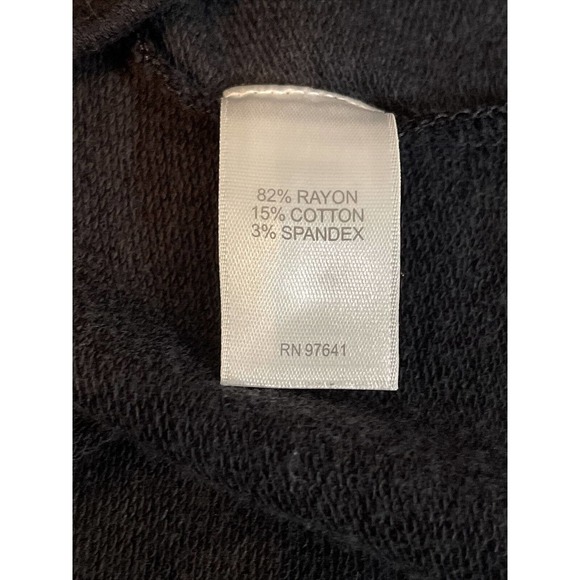 82% RAYON
15% COTTON
3% SPANDEX
RN 97641